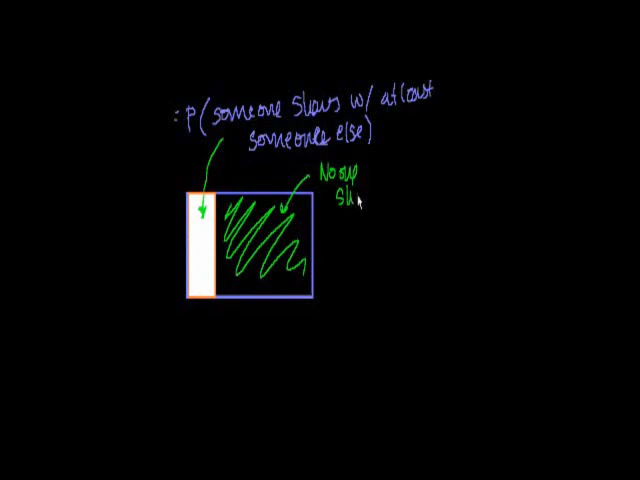 = P(someone shares w/ at least
someone else)
No one
sh